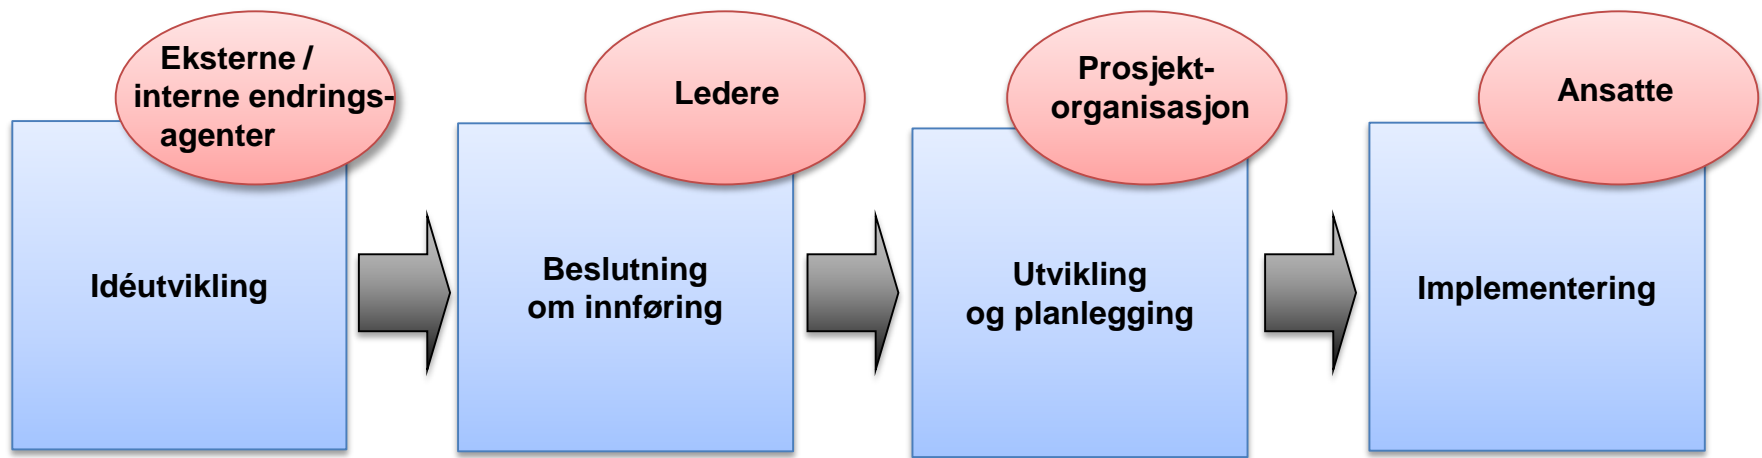 Eksterne /
interne endrings-
agenter
Idéutvikling
Ledere
Beslutning
om innføring
Prosjekt-
organisasjon
Utvikling
og planlegging
Ansatte
Implementering